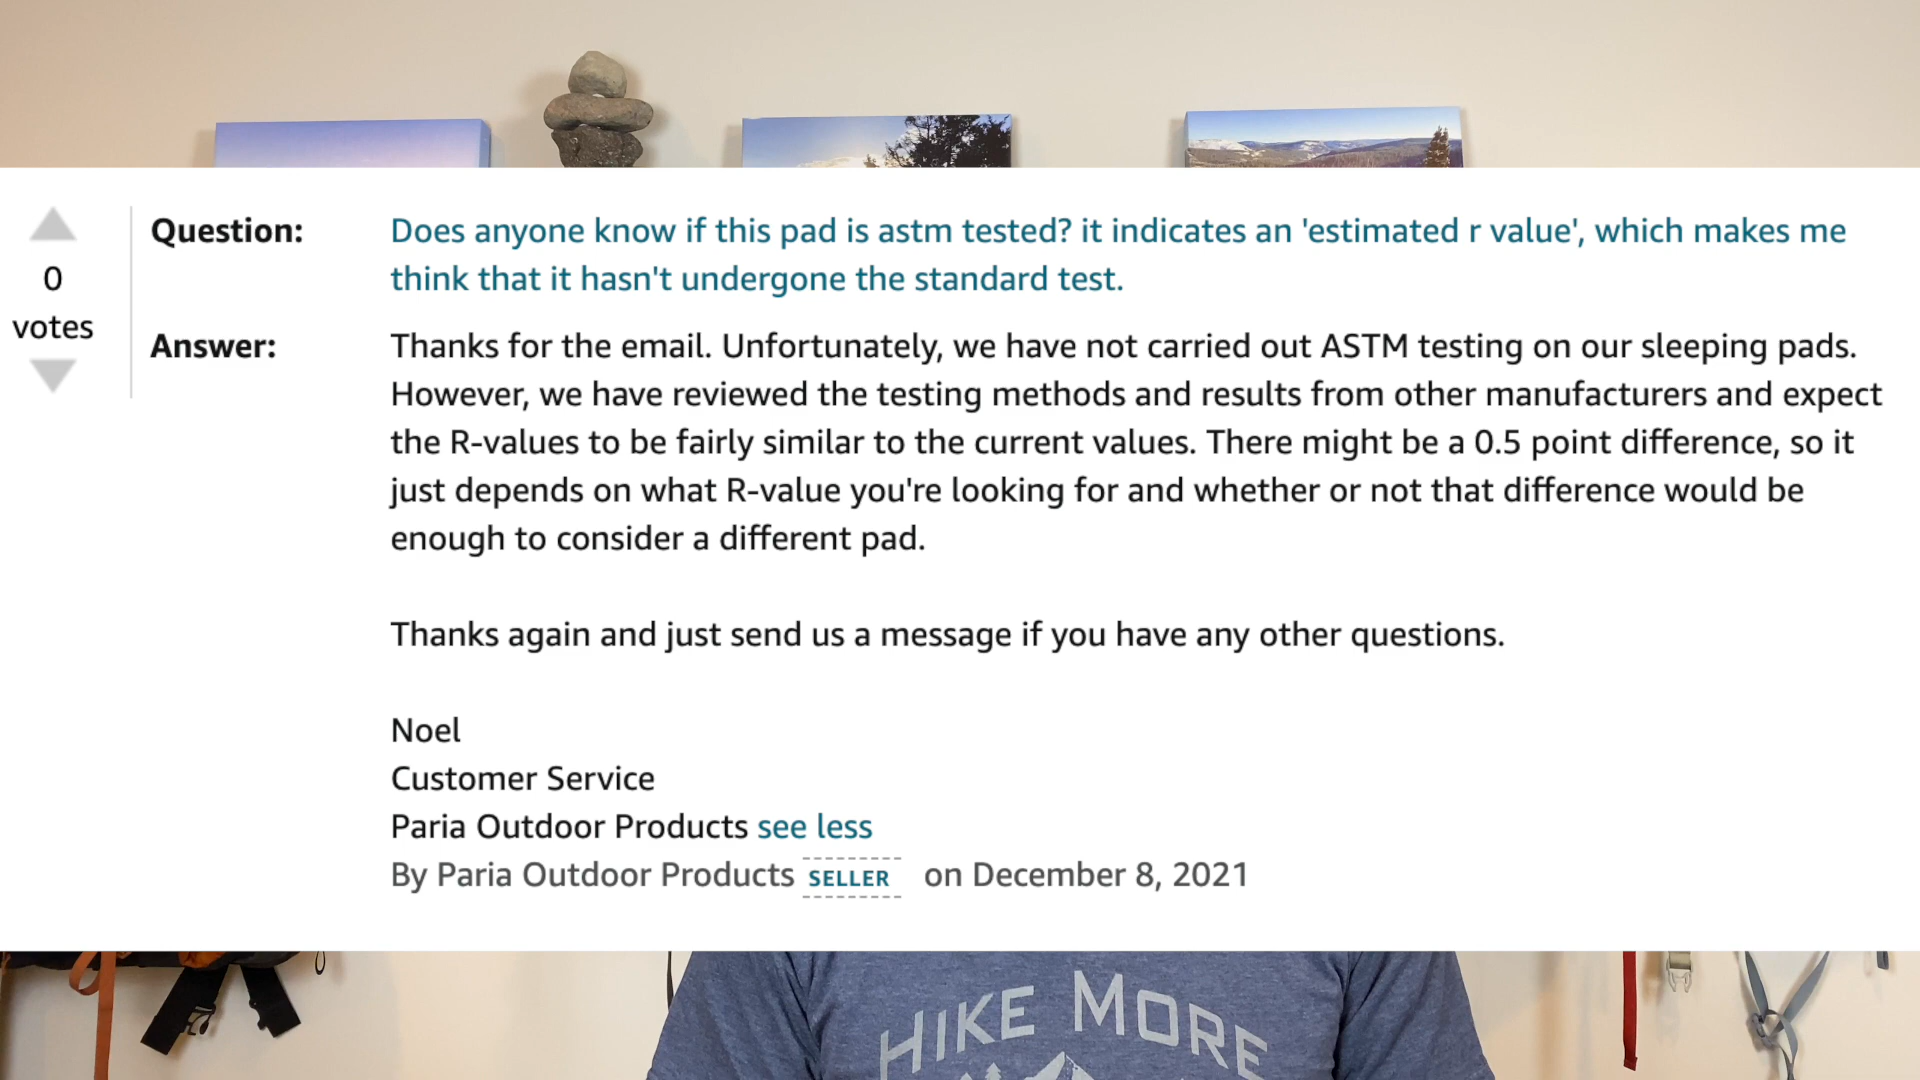 Question:
Does anyone know if this pad is astm tested? it indicates an 'estimated r value', which makes me
think that it hasn't undergone the standard test.
0
votes
Answer:
Thanks for the email. Unfortunately, we have not carried out ASTM testing on our sleeping pads.
However, we have reviewed the testing methods and results from other manufacturers and expect
the R-values to be fairly similar to the current values. There might be a 0.5 point difference, so it
just depends on what R-value you're looking for and whether or not that difference would be
enough to consider a different pad.
Thanks again and just send us a message if you have any other questions.
Noel
Customer Service
Paria Outdoor Products see less
By Paria Outdoor Products SELLER on December 8, 2021
HIKE MORE